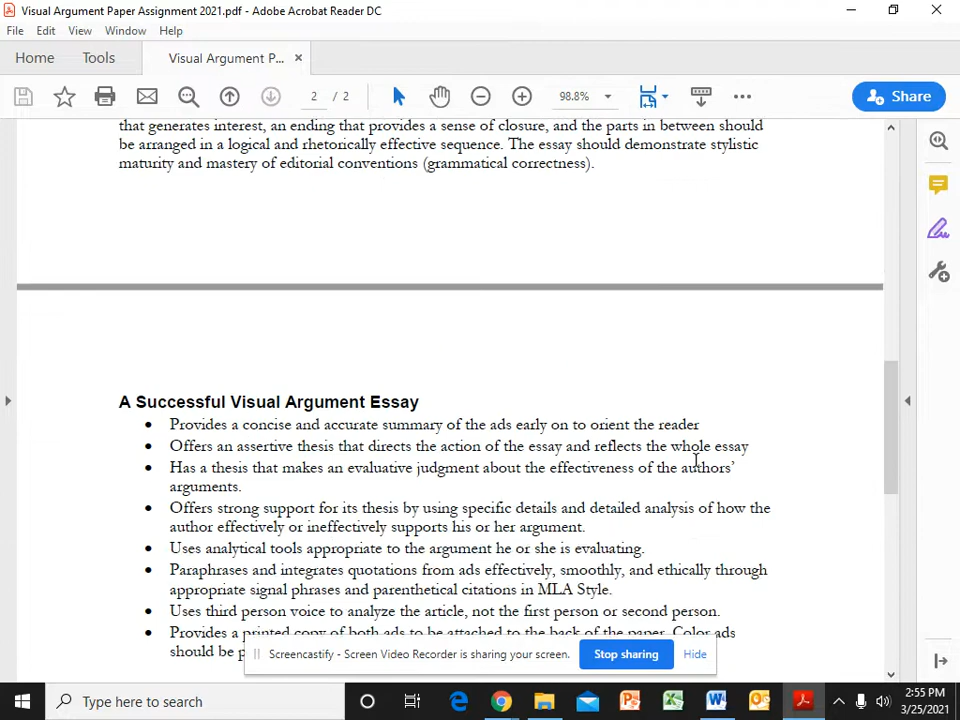 Visual Argument Paper Assignment 2021.pdf - Adobe Acrobat Reader DC
File Edit View Window Help
Home Tools Visual Argument P... ×
2 / 2 98.8% Share
that generates interest, an ending that provides a sense of closure, and the parts in between should
be arranged in a logical and rhetorically effective sequence. The essay should demonstrate stylistic
maturity and mastery of editorial conventions (grammatical correctness).
A Successful Visual Argument Essay
• Provides a concise and accurate summary of the ads early on to orient the reader
• Offers an assertive thesis that directs the action of the essay and reflects the whole essay
• Has a thesis that makes an evaluative judgment about the effectiveness of the authors’
arguments.
• Offers strong support for its thesis by using specific details and detailed analysis of how the
author effectively or ineffectively supports his or her argument.
• Uses analytical tools appropriate to the argument he or she is evaluating.
• Paraphrases and integrates quotations from ads effectively, smoothly, and ethically through
appropriate signal phrases and parenthetical citations in MLA Style.
• Uses third person voice to analyze the article, not the first person or second person.
• Provides a printed copy of both ads to be attached to the back of the paper. Color ads
should be
Screencastify - Screen Video Recorder is sharing your screen. Stop sharing Hide
Type here to search
2:55 PM
3/25/2021